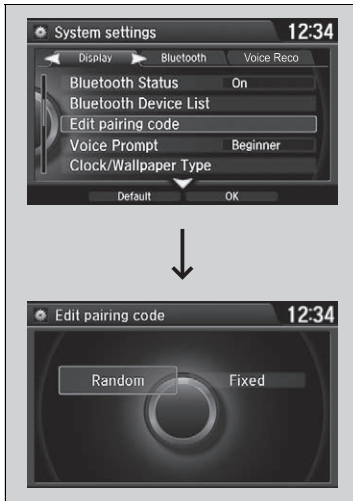 System settings 12:34
Display Bluetooth Voice Reco
Bluetooth Status On
Bluetooth Device List
Edit pairing code
Voice Prompt Beginner
Clock/Wallpaper Type
Default OK
Edit pairing code 12:34
Random Fixed